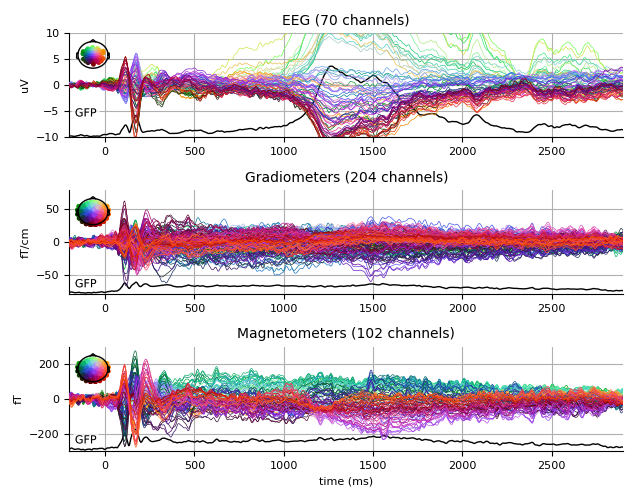 EEG (70 channels)
10
5
0
−5
−10
uV
GFP
0 500 1000 1500 2000 2500
Gradiometers (204 channels)
50
0
−50
fT/cm
GFP
0 500 1000 1500 2000 2500
Magnetometers (102 channels)
200
0
−200
fT
GFP
0 500 1000 1500 2000 2500
time (ms)